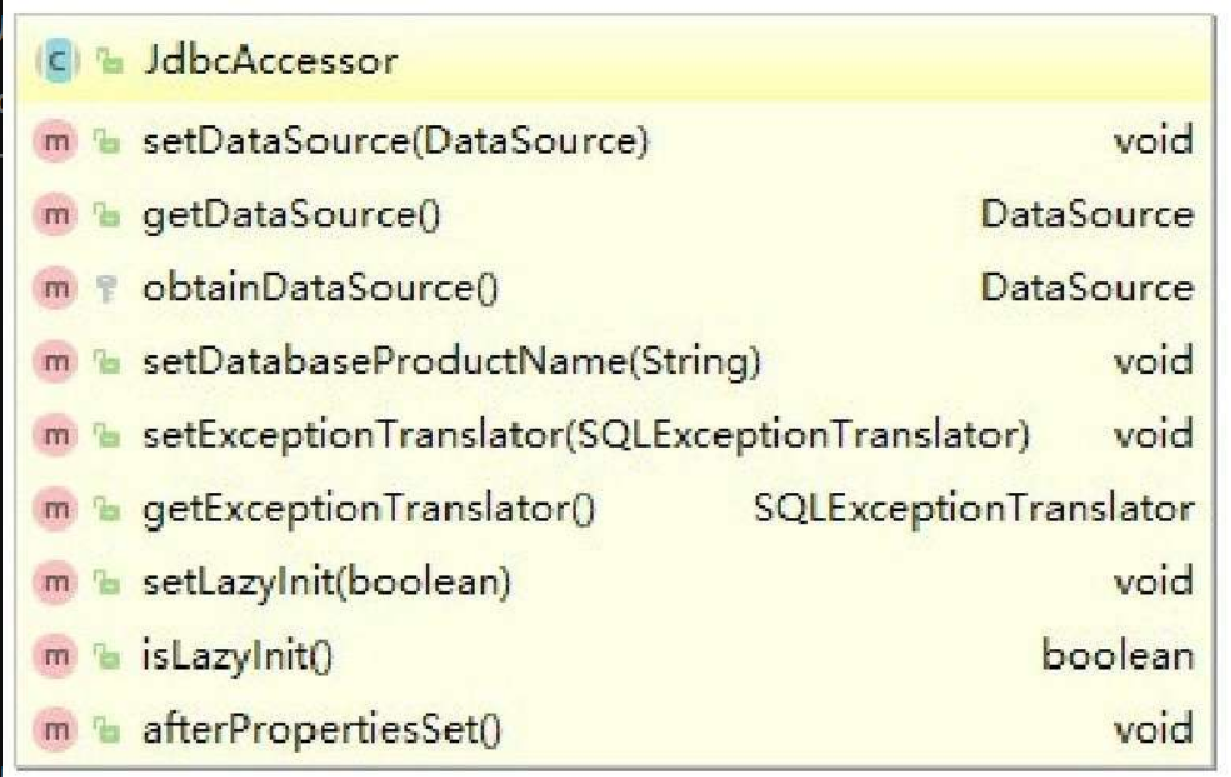 C JdbcAccessor
m setDataSource(DataSource) void
m getDataSource() DataSource
m obtainDataSource() DataSource
m setDatabaseProductName(String) void
m setExceptionTranslator(SQLExceptionTranslator) void
m getExceptionTranslator() SQLExceptionTranslator
m setLazyInit(boolean) void
m isLazyInit() boolean
m afterPropertiesSet() void